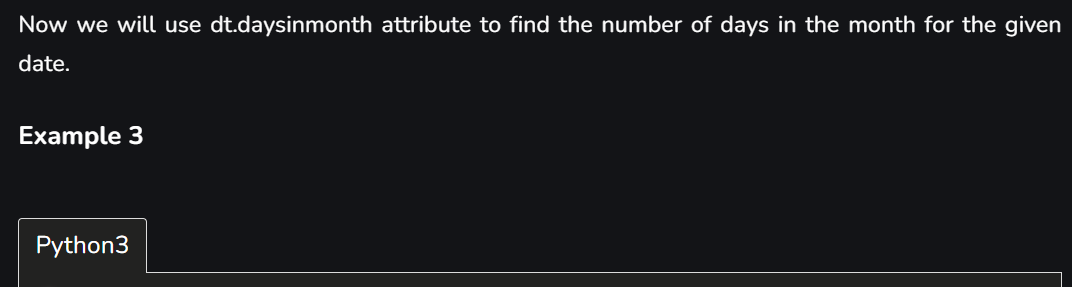 Now we will use dt.daysinmonth attribute to find the number of days in the month for the given
date.
Example 3
Python3